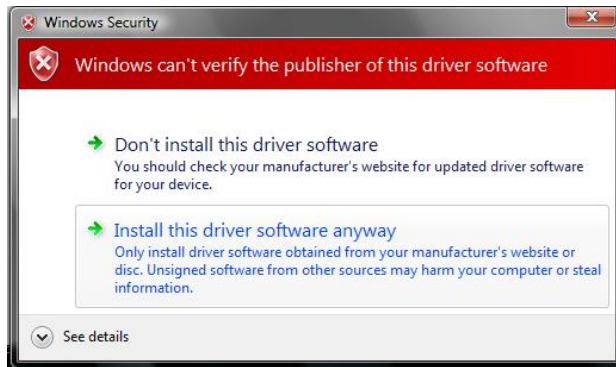 Windows Security
Windows can't verify the publisher of this driver software
Don't install this driver software
You should check your manufacturer's website for updated driver software
for your device.
Install this driver software anyway
Only install driver software obtained from your manufacturer's website or
disc. Unsigned software from other sources may harm your computer or steal
information.
See details